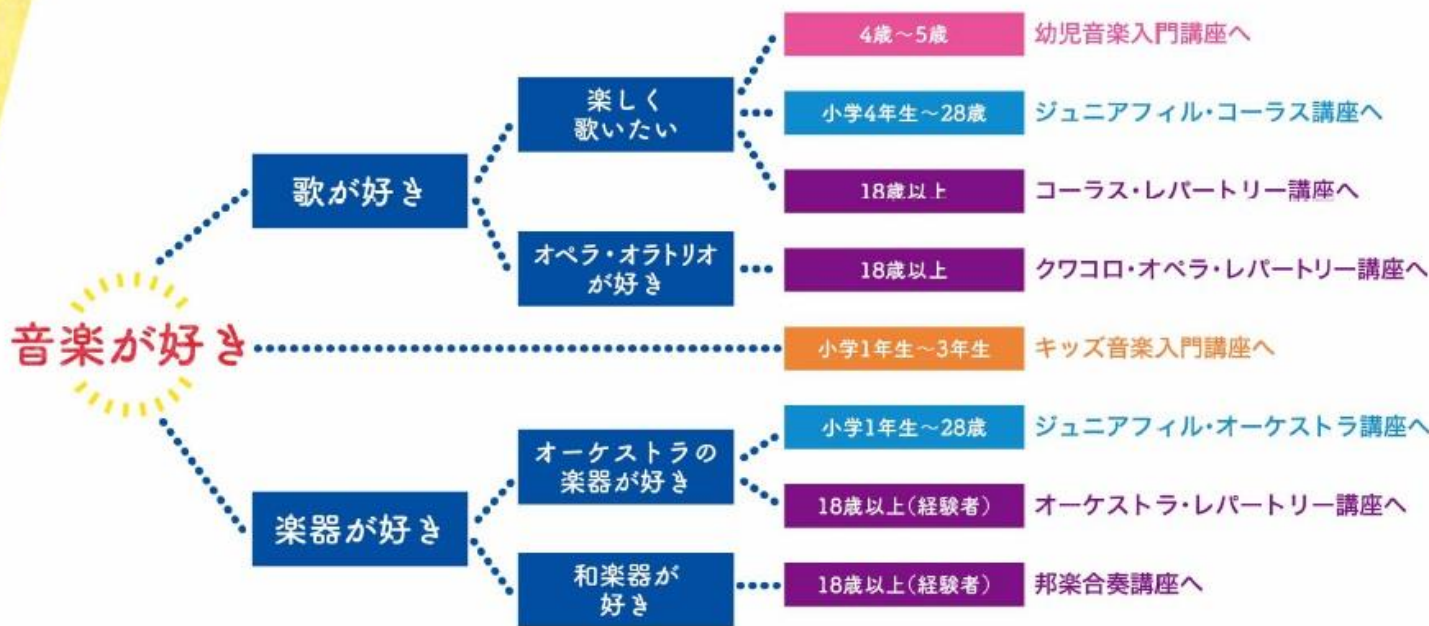 音楽が好き
歌が好き
楽しく
歌いたい
4歳～5歳
幼児音楽入門講座へ
小学4年生～28歳
ジュニアフィル・コーラス講座へ
18歳以上
コーラス・レパートリー講座へ
オペラ・オラトリオ
が好き
18歳以上
クワコロ・オペラ・レパートリー講座へ
小学1年生～3年生
キッズ音楽入門講座へ
楽器が好き
オーケストラの
楽器が好き
小学1年生～28歳
ジュニアフィル・オーケストラ講座へ
18歳以上(経験者)
オーケストラ・レパートリー講座へ
和楽器が
好き
18歳以上(経験者)
邦楽合奏講座へ